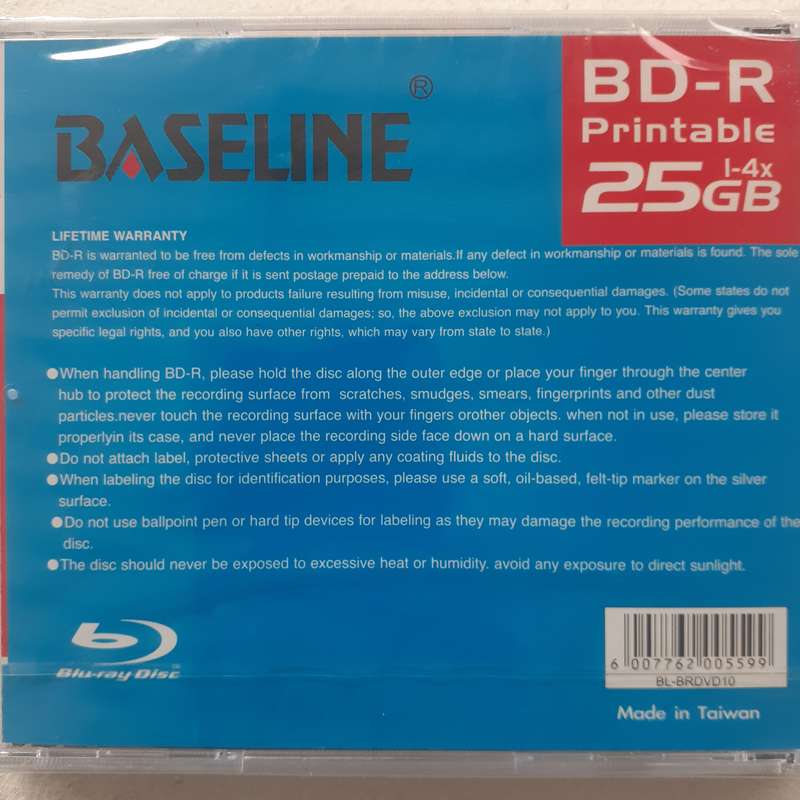 BASELINE®
BD-R
Printable
1-4x
25GB
LIFETIME WARRANTY
BD-R is warranted to be free from defects in workmanship or materials.If any defect in workmanship or materials is found. The sole
remedy of BD-R free of charge if it is sent postage prepaid to the address below.
This warranty does not apply to products failure resulting from misuse, incidental or consequential damages. (Some states do not
permit exclusion of incidental or consequential damages; so, the above exclusion may not apply to you. This warranty gives you
specific legal rights, and you also have other rights, which may vary from state to state.)
●When handling BD-R, please hold the disc along the outer edge or place your finger through the center
hub to protect the recording surface from scratches, smudges, smears, fingerprints and other dust
particles.never touch the recording surface with your fingers orother objects. when not in use, please store it
properlyin its case, and never place the recording side face down on a hard surface.
●Do not attach label, protective sheets or apply any coating fluids to the disc.
●When labeling the disc for identification purposes, please use a soft, oil-based, felt-tip marker on the silver
surface.
●Do not use ballpoint pen or hard tip devices for labeling as they may damage the recording performance of the
disc.
●The disc should never be exposed to excessive heat or humidity. avoid any exposure to direct sunlight.
Blu-ray Disc™
6 007762 005599
BL-BRDVD10
Made in Taiwan